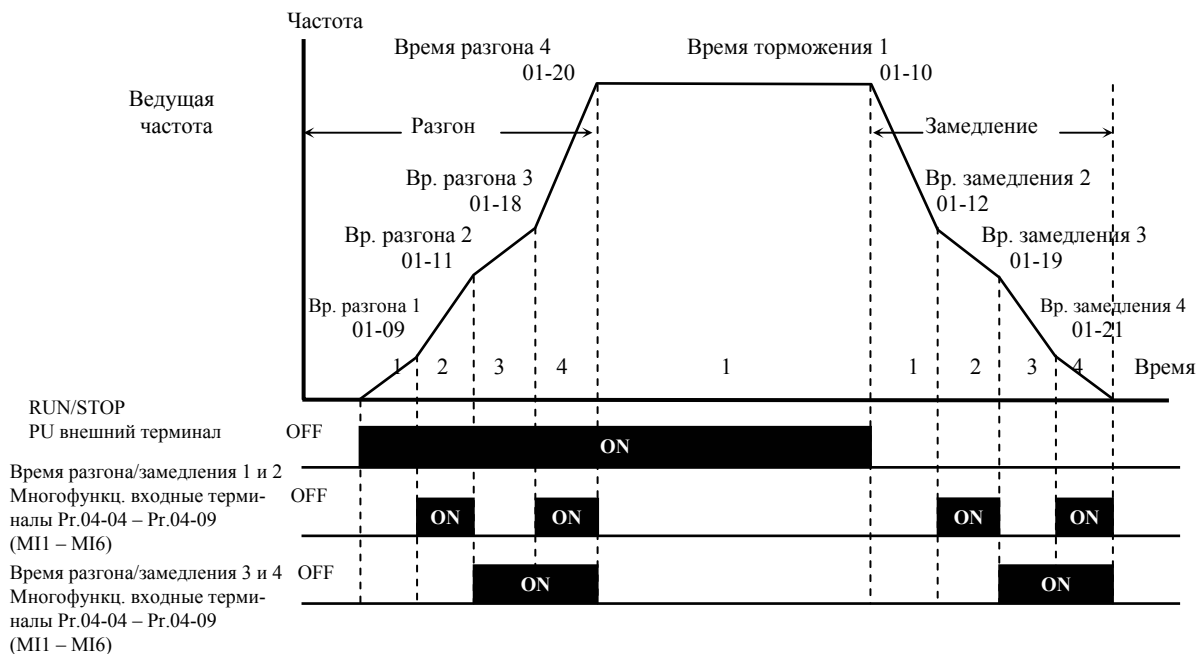 Частота
Время разгона 4
01-20
Время торможения 1
01-10
Ведущая
частота
Разгон
Замедление
Вр. разгона 3
01-18
Вр. замедления 2
01-12
Вр. разгона 2
01-11
Вр. замедления 3
01-19
Вр. разгона 1
01-09
Вр. замедления 4
01-21
1 2 3 4 1 1 2 3 4 Время
RUN/STOP
PU внешний терминал OFF
ON
Время разгона/замедления 1 и 2
Многофункц. входные терми- OFF
налы Pr.04-04 – Pr.04-09
(MI1 – MI6)
ON ON ON ON
Время разгона/замедления 3 и 4 OFF
Многофункц. входные терми-
налы Pr.04-04 – Pr.04-09
(MI1 – MI6)
ON ON